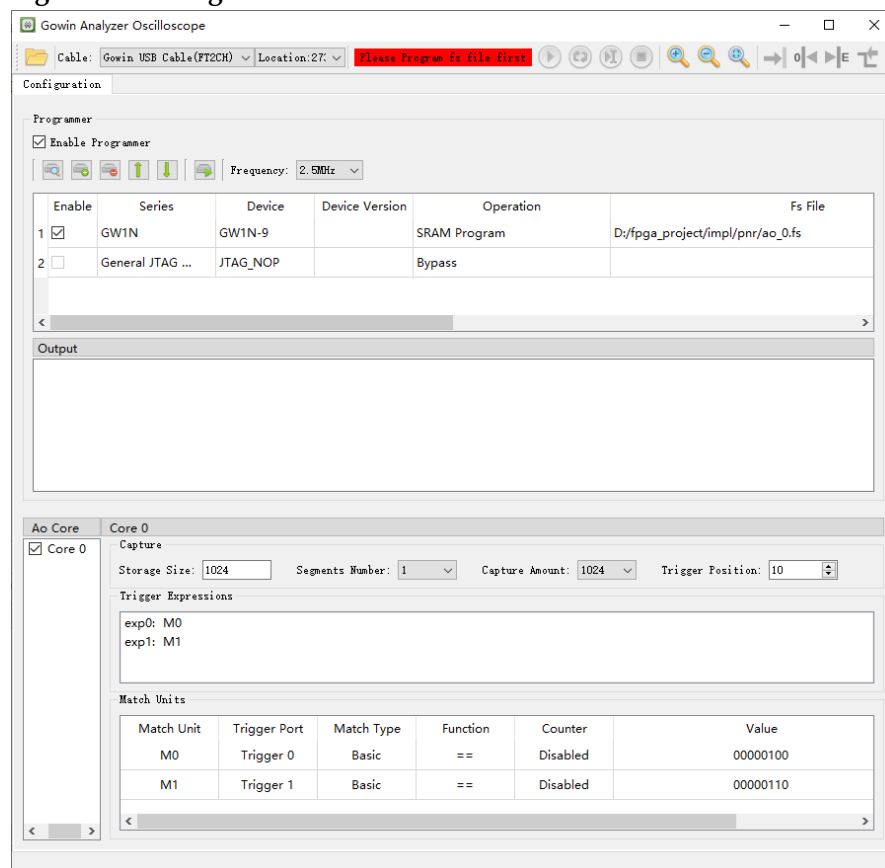 Gowin Analyzer Oscilloscope
Cable: Gowin USB Cable(FT2CH) Location:27: Please Program fs file first
Configuration
Programmer
Enable Programmer
Frequency: 2.5MHz
Enable Series Device Device Version Operation Fs File
1 GW1N GW1N-9 SRAM Program D:/fpga_project/impl/pnr/ao_0.fs
2 General JTAG ... JTAG_NOP Bypass
Output
Ao Core Core 0
Core 0 Capture
Storage Size: 1024 Segments Number: 1 Capture Amount: 1024 Trigger Position: 10
Trigger Expressions
exp0: M0
exp1: M1
Match Units
Match Unit Trigger Port Match Type Function Counter Value
M0 Trigger 0 Basic == Disabled 00000100
M1 Trigger 1 Basic == Disabled 00000110